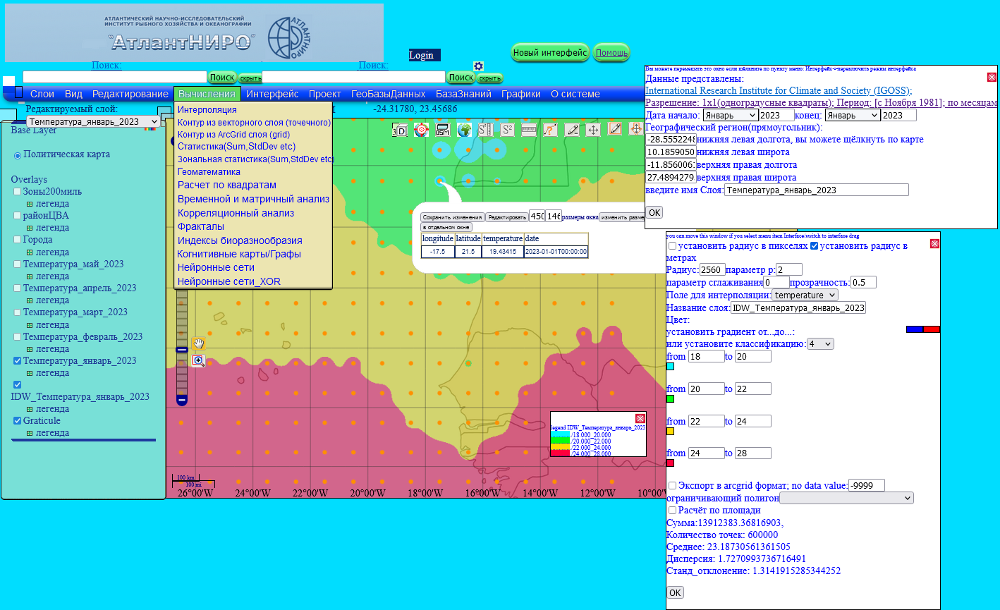 АТЛАНТИЧЕСКИЙ НАУЧНО-ИССЛЕДОВАТЕЛЬСКИЙ
ИНСТИТУТ РЫБНОГО ХОЗЯЙСТВА И ОКЕАНОГРАФИИ
"АтлантНИРО"
АТЛАНТНИРО
Login
Новый интерфейс
Помощь
Поиск:
Поиск
скрыть
Поиск:
Поиск
скрыть
Слои Вид Редактирование Вычисления Интерфейс Проект ГеоБазыДанных БазаЗнаний Графики О системе
Редактируемый слой:
Температура_январь_2023
-24.31780, 23.45686
Base Layer
Политическая карта
Overlays
Зоны200миль
легенда
районЦВА
легенда
Города
легенда
Температура_май_2023
легенда
Температура_апрель_2023
легенда
Температура_март_2023
легенда
Температура_февраль_2023
легенда
Температура_январь_2023
легенда
IDW_Температура_январь_2023
легенда
Graticule
легенда
Интерполяция
Контур из векторного слоя (точечного)
Контур из ArcGrid слоя (grid)
Статистика(Sum,StdDev etc)
Зональная статистика(Sum,StdDev etc)
Геоматематика
Расчет по квадратам
Временной и матричный анализ
Корреляционный анализ
Фракталы
Индексы биоразнообразия
Когнитивные карты/Графы
Нейронные сети
Нейронные сети_XOR
3D
DSM
S²
Сохранить изменения Редактировать 450 146 размеры окна изменить разме
в отдельном окне
longitude latitude temperature date
-17.5 21.5 19.43415 2023-01-01T00:00:00
legend IDW_Температура_январь_2023
/18.000_20.000
/20.000_22.000
/22.000_24.000
/24.000_28.000
100 km
100 mi
26°00'W 24°00'W 22°00'W 20°00'W 18°00'W 16°00'W 14°00'W 12°00'W 10°00'W
Вы можете перемещать это окно если щёлкните по пункту меню: Интерфейс->переключить режим интерфейса
Данные представлены:
International Research Institute for Climate and Society (IGOSS);
Разрешение: 1x1(одноградусные квадраты); Период: [с Ноября 1981]; по месяцам
Дата начало: Январь 2023 конец: Январь 2023
Географический регион(прямоугольник):
-28.5552248 нижняя левая долгота, вы можете щёлкнуть по карте
10.1859050 нижняя левая широта
-11.856006 верхняя правая долгота
27.4894279 верхняя правая широта
введите имя Слоя: Температура_январь_2023
OK
you can move this window if you select menu item Interface/switch to interface drag
установить радиус в пикселях установить радиус в
метрах
Радиус: 2560 параметр p: 2
параметр сглаживания 0 прозрачность: 0.5
Поле для интерполяции: temperature
Название слоя: IDW_Температура_январь_2023
Цвет:
установить градиент от...до...:
или установите классификацию: 4
from 18 to 20
from 20 to 22
from 22 to 24
from 24 to 28
Экспорт в arcgrid формат; no data value: -9999
ограничивающий полигон
Расчёт по площади
Сумма:13912383.36816903,
Количество точек: 600000
Среднее: 23.18730561361505
Дисперсия: 1.7270993736716491
Станд_отклонение: 1.3141915285344252
OK